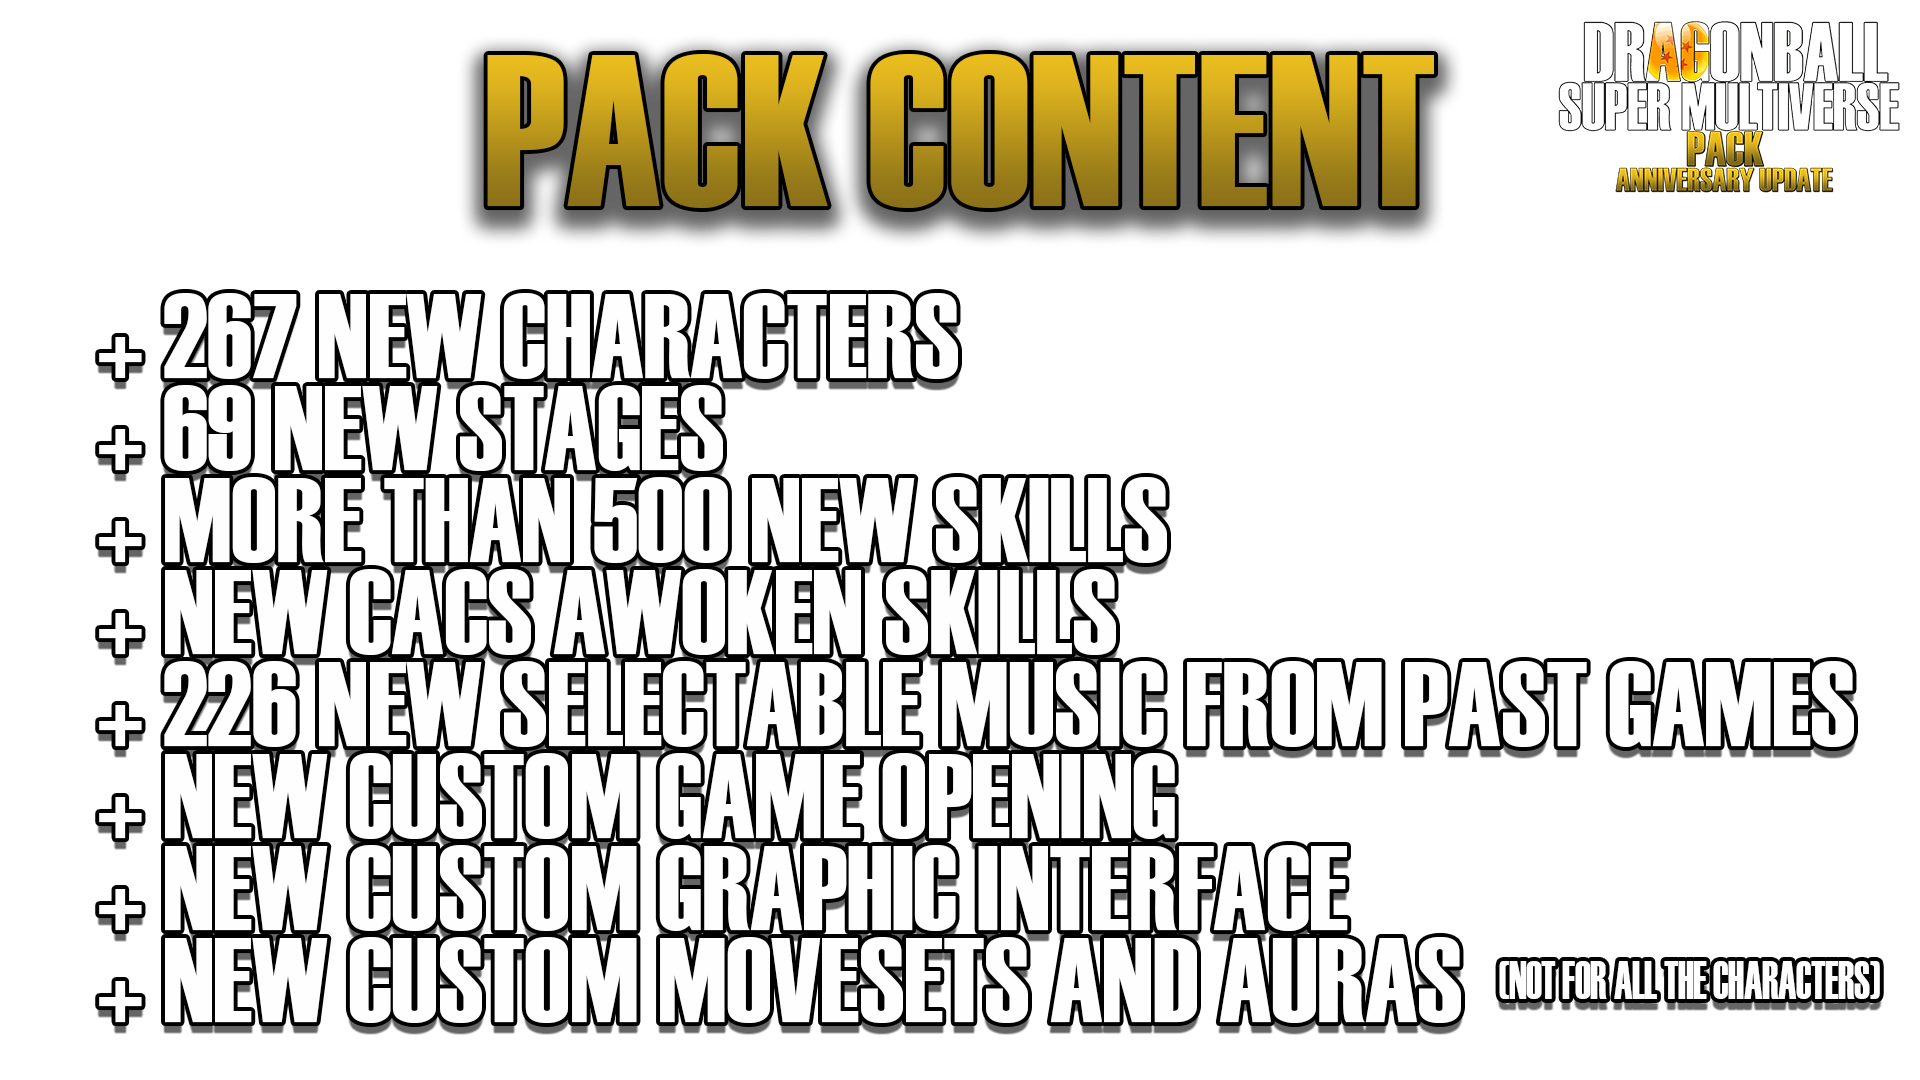 PACK CONTENT
DRAGONBALL
SUPER MULTIVERSE
PACK
ANNIVERSARY UPDATE
+ 267 NEW CHARACTERS
+ 69 NEW STAGES
+ MORE THAN 500 NEW SKILLS
+ NEW CACS AWOKEN SKILLS
+ 226 NEW SELECTABLE MUSIC FROM PAST GAMES
+ NEW CUSTOM GAME OPENING
+ NEW CUSTOM GRAPHIC INTERFACE
+ NEW CUSTOM MOVESETS AND AURAS (NOT FOR ALL THE CHARACTERS)